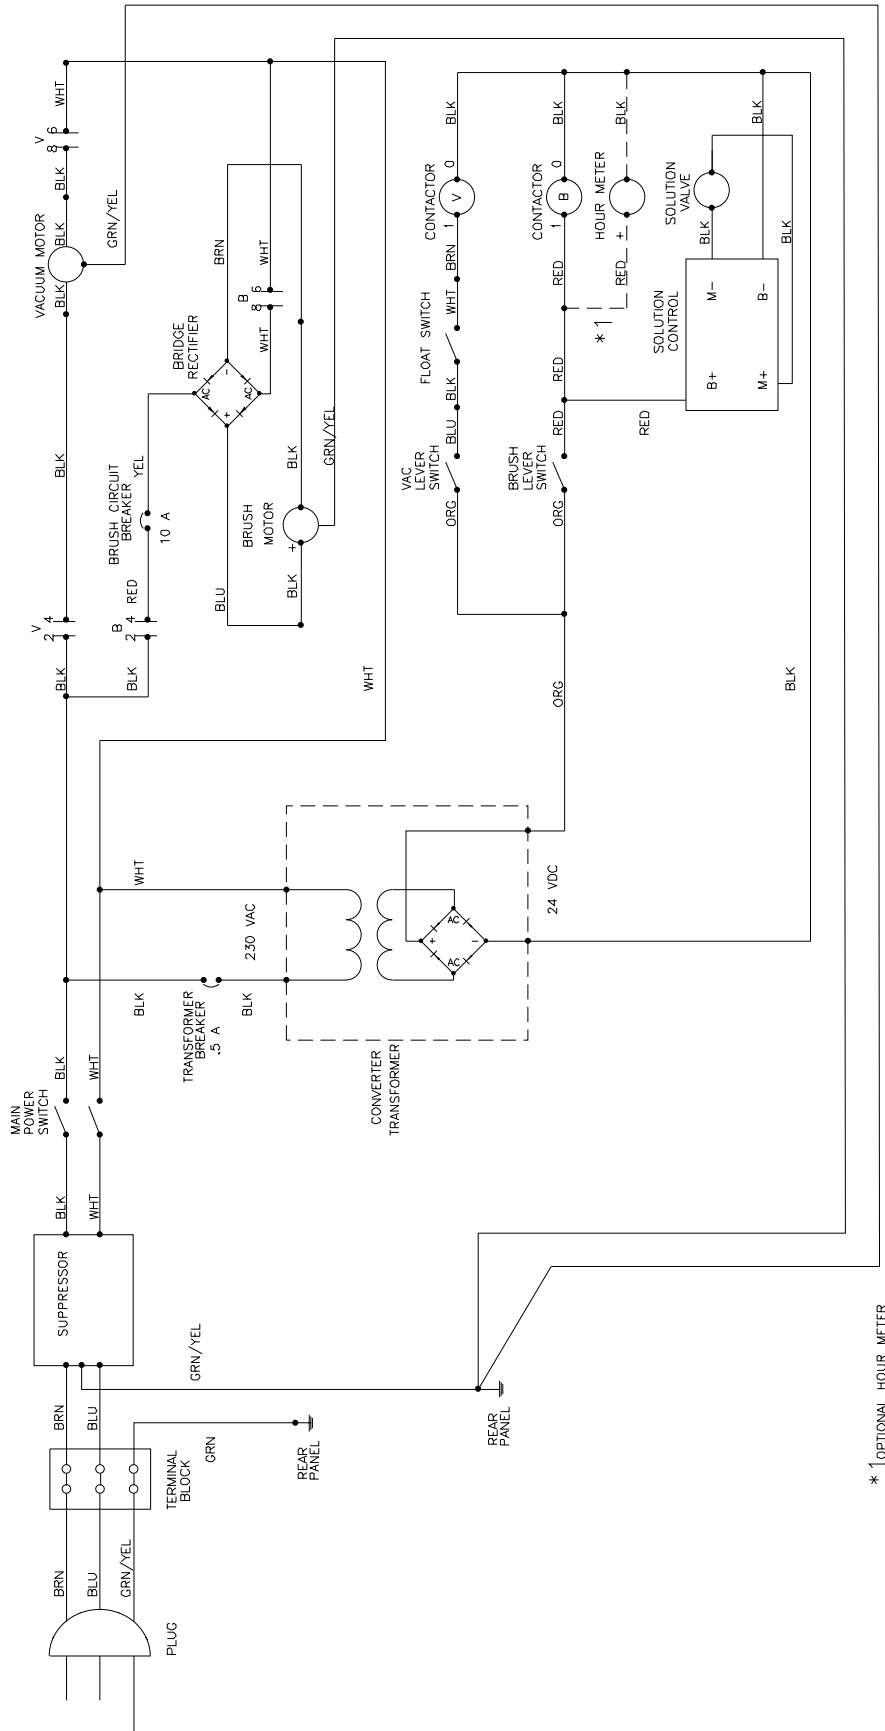 PLUG
BRN
BLU
GRN/YEL
TERMINAL
BLOCK
BRN
BLU
GRN
REAR
PANEL
SUPPRESSOR
GRN/YEL
REAR
PANEL
BLK
WHT
MAIN
POWER
SWITCH
BLK
WHT
BLK
TRANSFORMER
BREAKER
.5 A
BLK
WHT
230 VAC
CONVERTER
TRANSFORMER
AC
AC
+
−
24 VDC
ORG
BLK
WHT
BLK
BLK
V
2 4
B
2 4
RED
BRUSH CIRCUIT
BREAKER
10 A
YEL
BLK
BLK
VACUUM MOTOR
BLK
GRN/YEL
BLK
V
8 6
WHT
BRIDGE
RECTIFIER
AC
AC
+
−
BLU
BRN
B
8 6
WHT
WHT
BRUSH
MOTOR
+
BLK
BLK
GRN/YEL
ORG
VAC
LEVER
SWITCH
BLU
BLK
FLOAT SWITCH
WHT
BRN
CONTACTOR
1 V 0
BLK
ORG
BRUSH
LEVER
SWITCH
RED
RED
RED
CONTACTOR
1 B 0
BLK
*1
RED
+
HOUR METER
BLK
RED
SOLUTION
CONTROL
B+
M−
M+
B−
BLK
SOLUTION
VALVE
BLK
BLK
*1 OPTIONAL HOUR METER